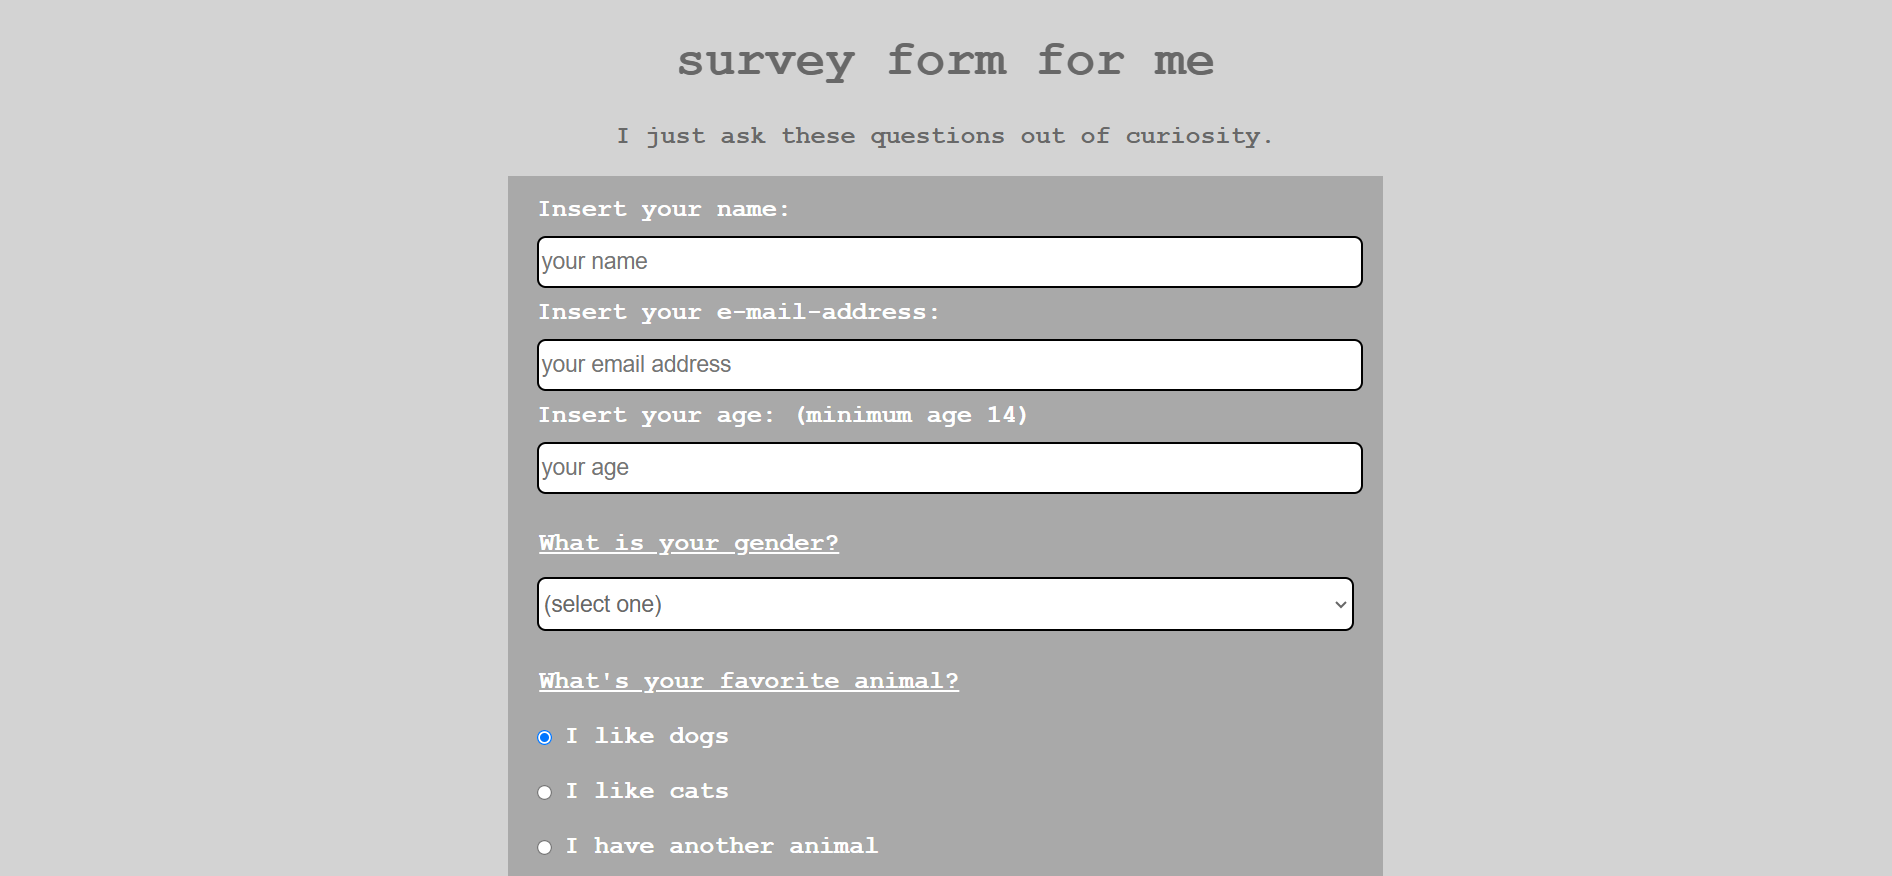 survey form for me
I just ask these questions out of curiosity.
Insert your name:
your name
Insert your e-mail-address:
your email address
Insert your age: (minimum age 14)
your age
What is your gender?
(select one)
What's your favorite animal?
I like dogs
I like cats
I have another animal